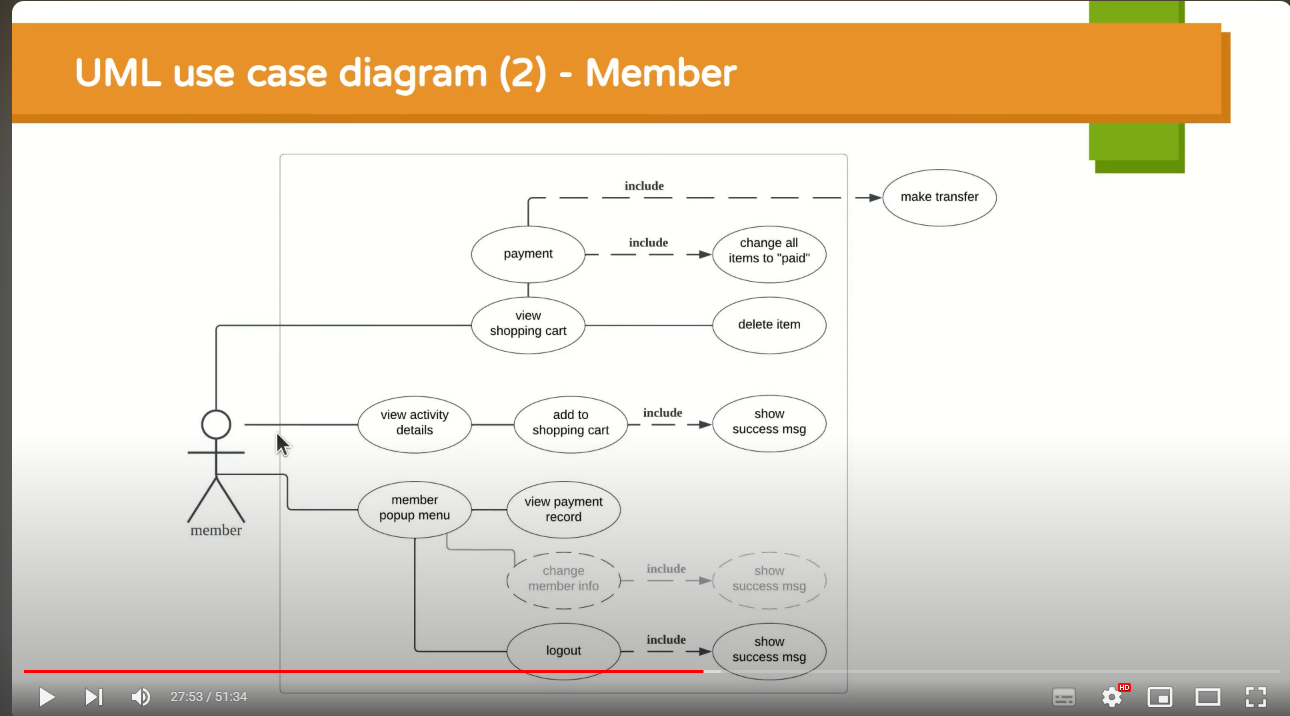 UML use case diagram (2) - Member
include
make transfer
payment
include
change all
items to "paid"
view
shopping cart
delete item
view activity
details
add to
shopping cart
include
show
success msg
member
popup menu
view payment
record
member
change
member info
include
show
success msg
logout
include
show
success msg
27:53 / 51:34
HD